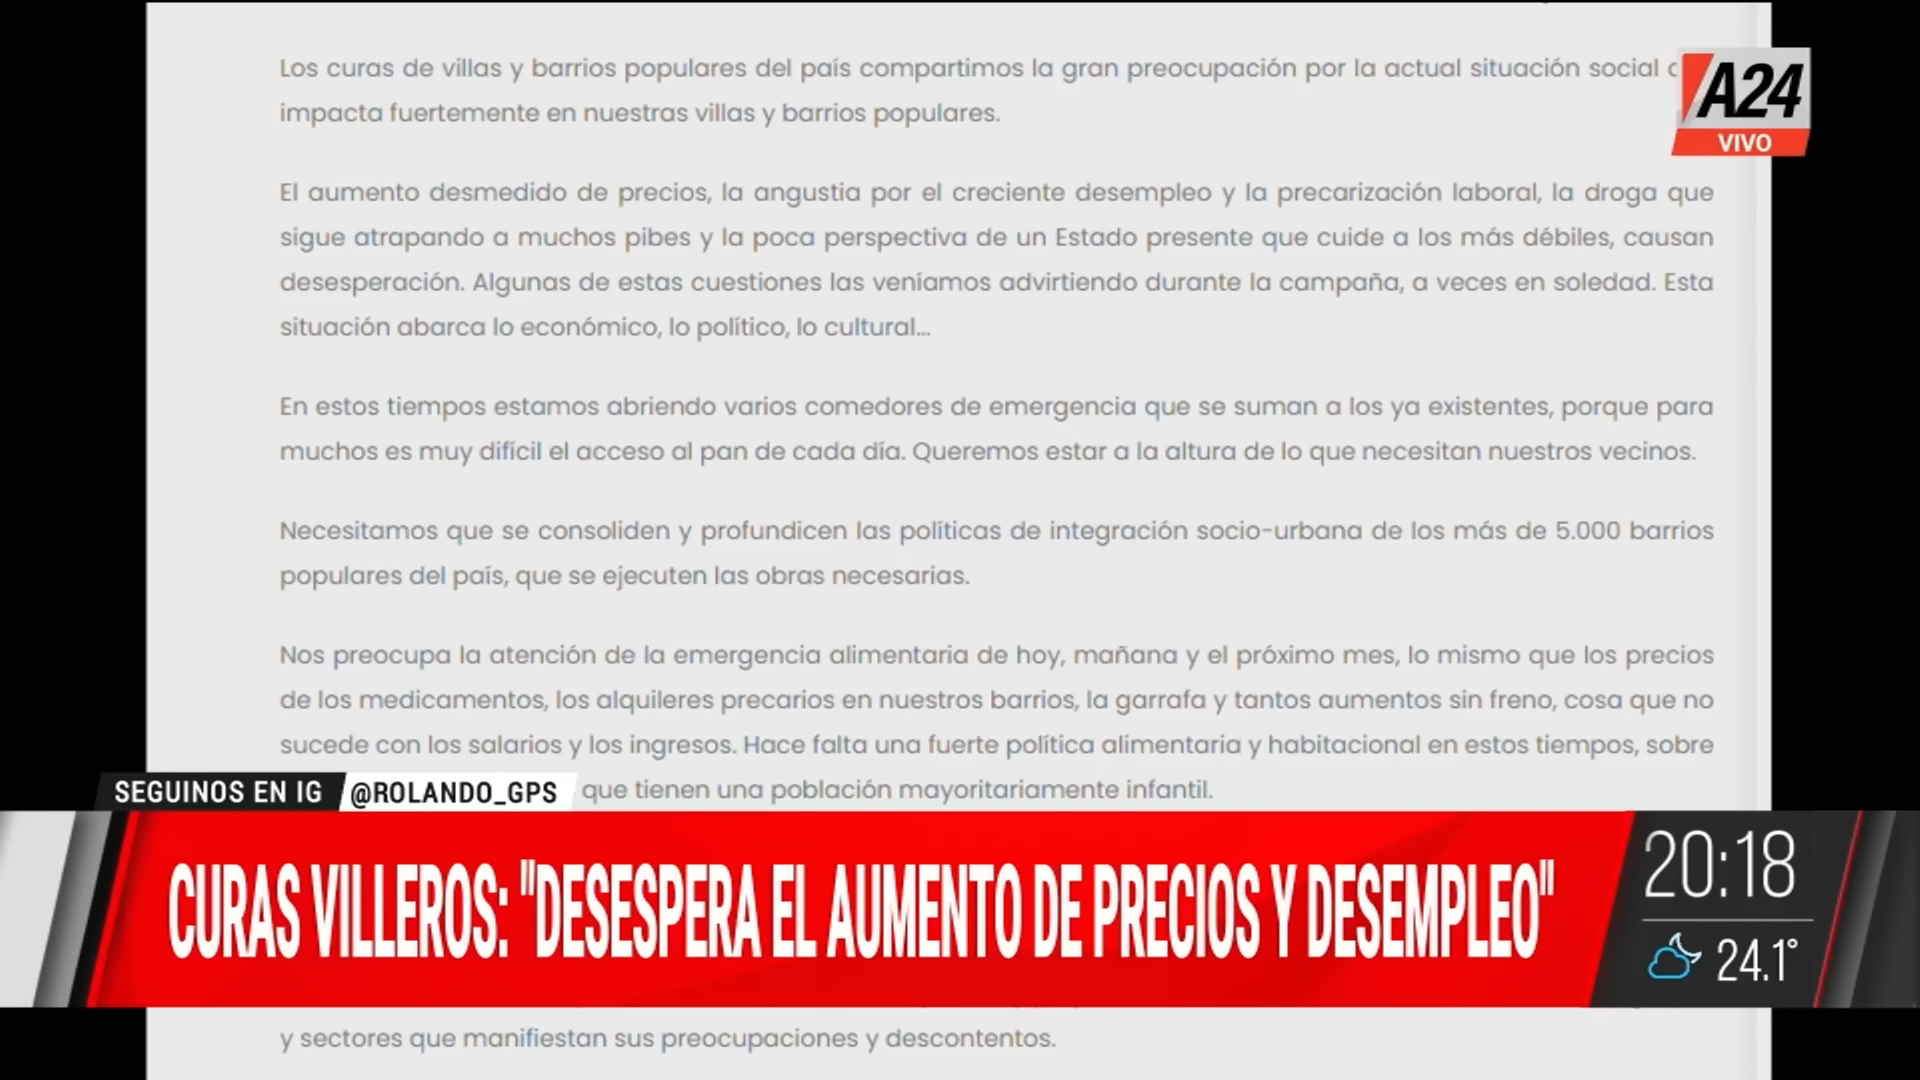 Los curas de villas y barrios populares del país compartimos la gran preocupación por la actual situación social
impacta fuertemente en nuestras villas y barrios populares.
A24
VIVO
El aumento desmedido de precios, la angustia por el creciente desempleo y la precarización laboral, la droga que
sigue atrapando a muchos pibes y la poca perspectiva de un Estado presente que cuide a los más débiles, causan
desesperación. Algunas de estas cuestiones las veníamos advirtiendo durante la campaña, a veces en soledad. Esta
situación abarca lo económico, lo político, lo cultural...
En estos tiempos estamos abriendo varios comedores de emergencia que se suman a los ya existentes, porque para
muchos es muy difícil el acceso al pan de cada día. Queremos estar a la altura de lo que necesitan nuestros vecinos.
Necesitamos que se consoliden y profundicen las políticas de integración socio-urbana de los más de 5.000 barrios
populares del país, que se ejecuten las obras necesarias.
Nos preocupa la atención de la emergencia alimentaria de hoy, mañana y el próximo mes, lo mismo que los precios
de los medicamentos, los alquileres precarios en nuestros barrios, la garrafa y tantos aumentos sin freno, cosa que no
sucede con los salarios y los ingresos. Hace falta una fuerte política alimentaria y habitacional en estos tiempos, sobre
que tienen una población mayoritariamente infantil.
SEGUINOS EN IG @ROLANDO_GPS
CURAS VILLEROS: "DESESPERA EL AUMENTO DE PRECIOS Y DESEMPLEO"
20:18
24.1°
y sectores que manifiestan sus preocupaciones y descontentos.